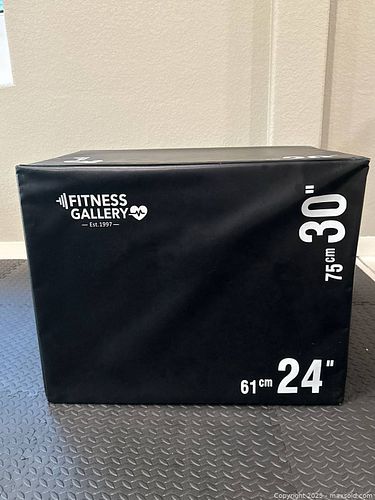 FITNESS
GALLERY
Est.1997
75cm 30"
61cm 24"
Copyright 2025 - maxsold.com